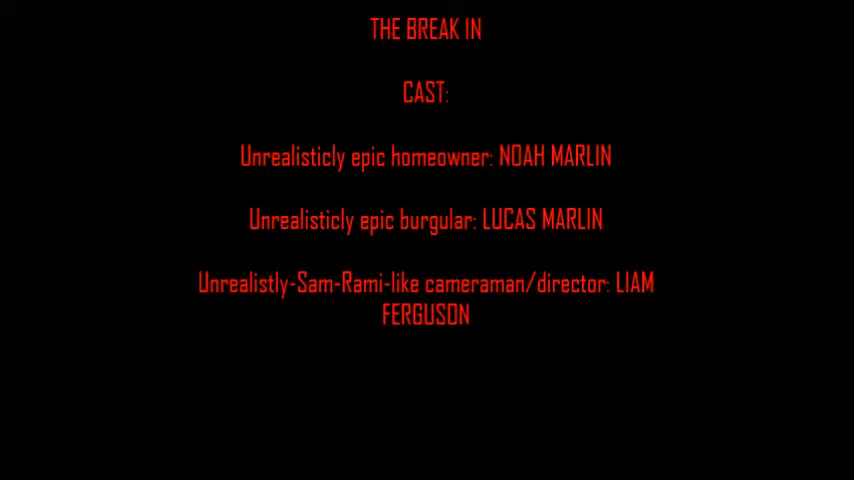 THE BREAK IN
CAST:
Unrealisticly epic homeowner: NOAH MARLIN
Unrealisticly epic burgular: LUCAS MARLIN
Unrealistly-Sam-Rami-like cameraman/director: LIAM
FERGUSON